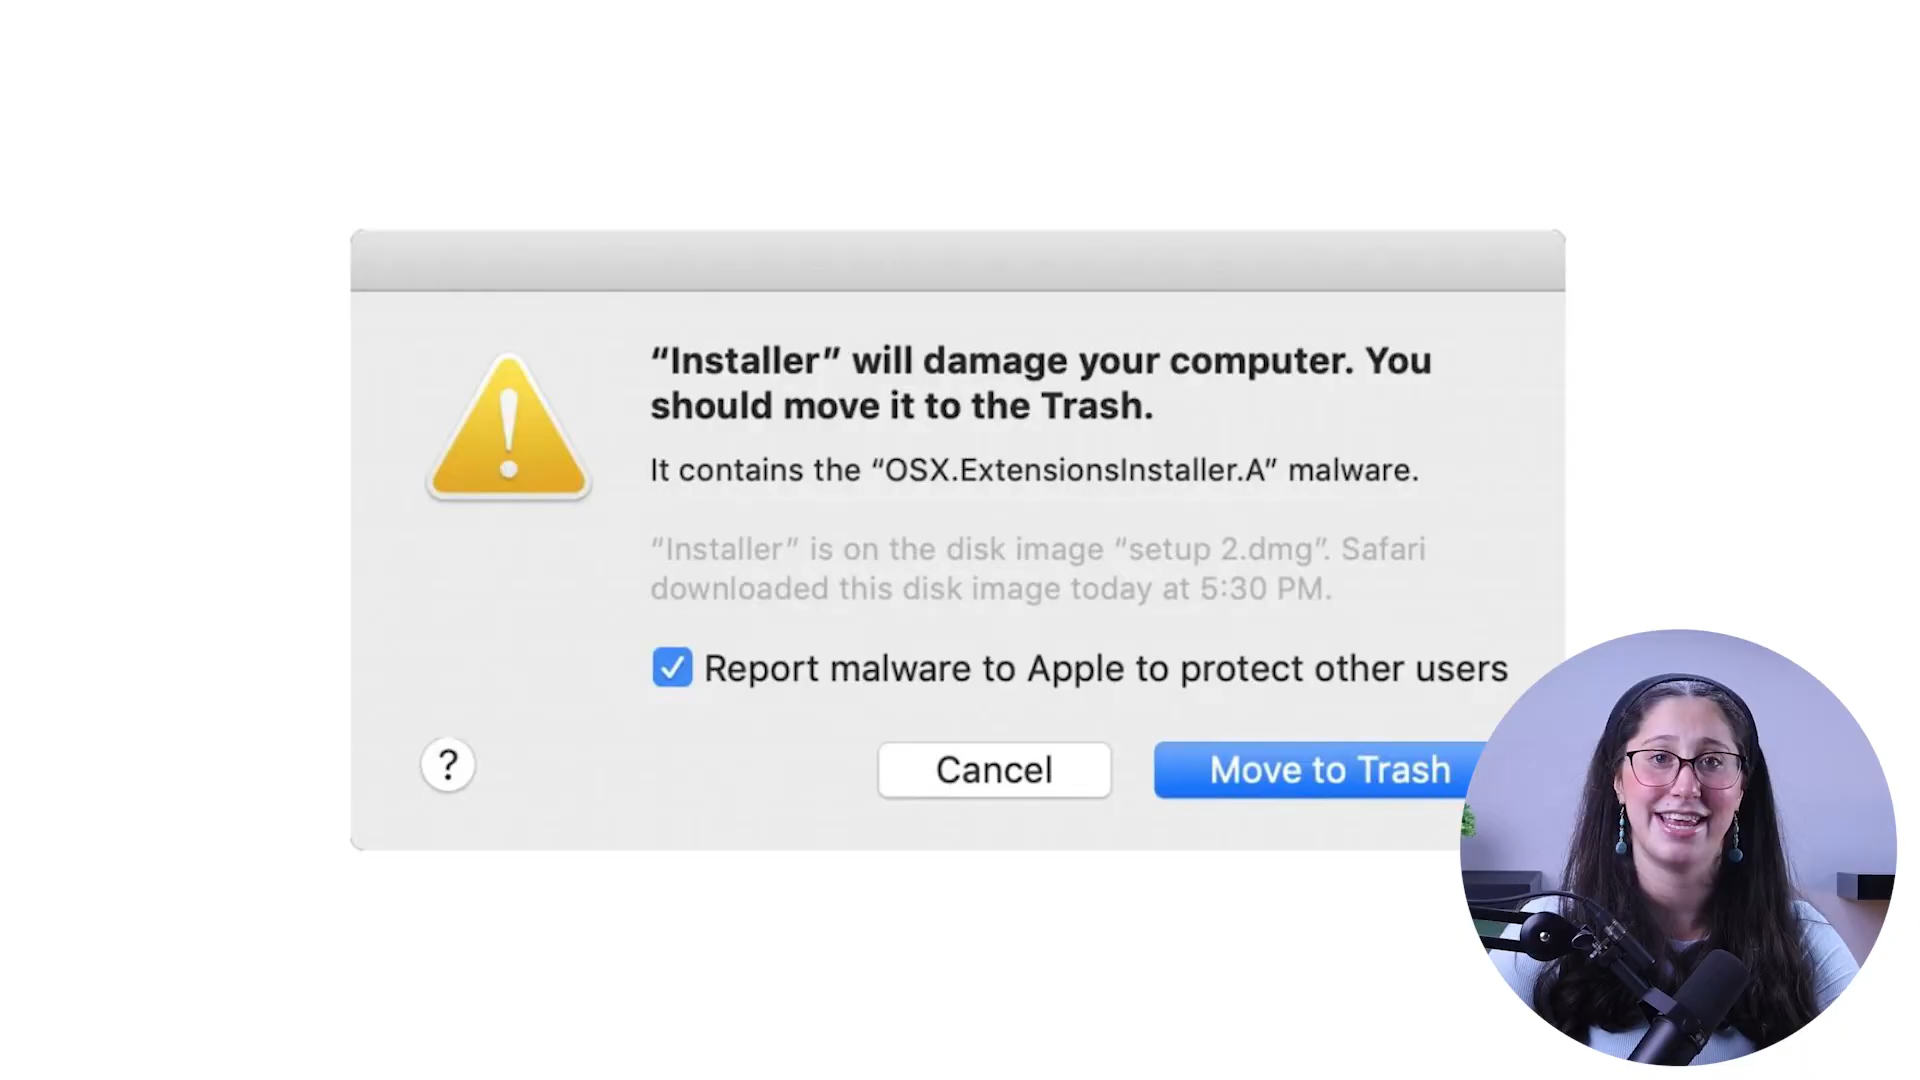 “Installer” will damage your computer. You
should move it to the Trash.
It contains the “OSX.ExtensionsInstaller.A” malware.
“Installer” is on the disk image “setup 2.dmg”. Safari
downloaded this disk image today at 5:30 PM.
Report malware to Apple to protect other users
?
Cancel
Move to Trash